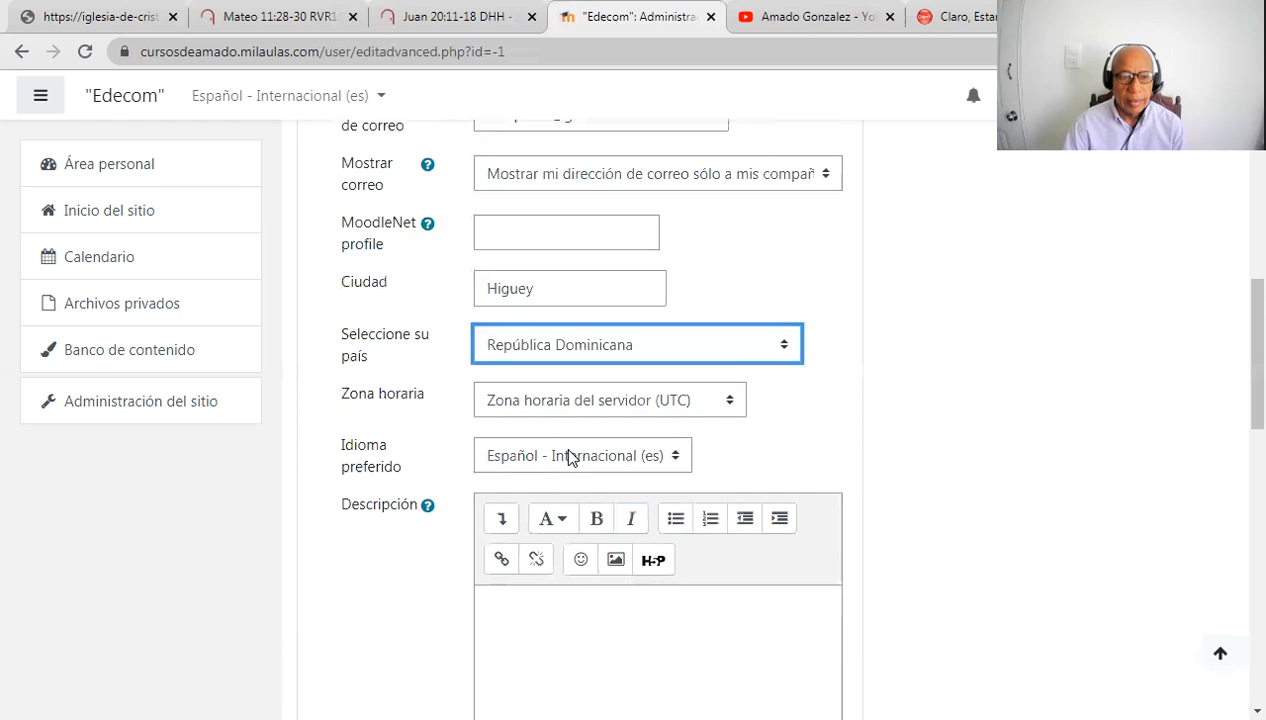 https://iglesia-de-crist
Mateo 11:28-30 RVR1
Juan 20:11-18 DHH -
"Edecom": Administra
Amado Gonzalez - Yo
Claro, Estar
cursosdeamado.milaulas.com/user/editadvanced.php?id=-1
"Edecom"
Español - Internacional (es)
Área personal
Inicio del sitio
Calendario
Archivos privados
Banco de contenido
Administración del sitio
de correo
Mostrar
correo
Mostrar mi dirección de correo sólo a mis compañ
MoodleNet
profile
Ciudad
Higuey
Seleccione su
país
República Dominicana
Zona horaria
Zona horaria del servidor (UTC)
Idioma
preferido
Español - Internacional (es)
Descripción
A
B
I
H-P